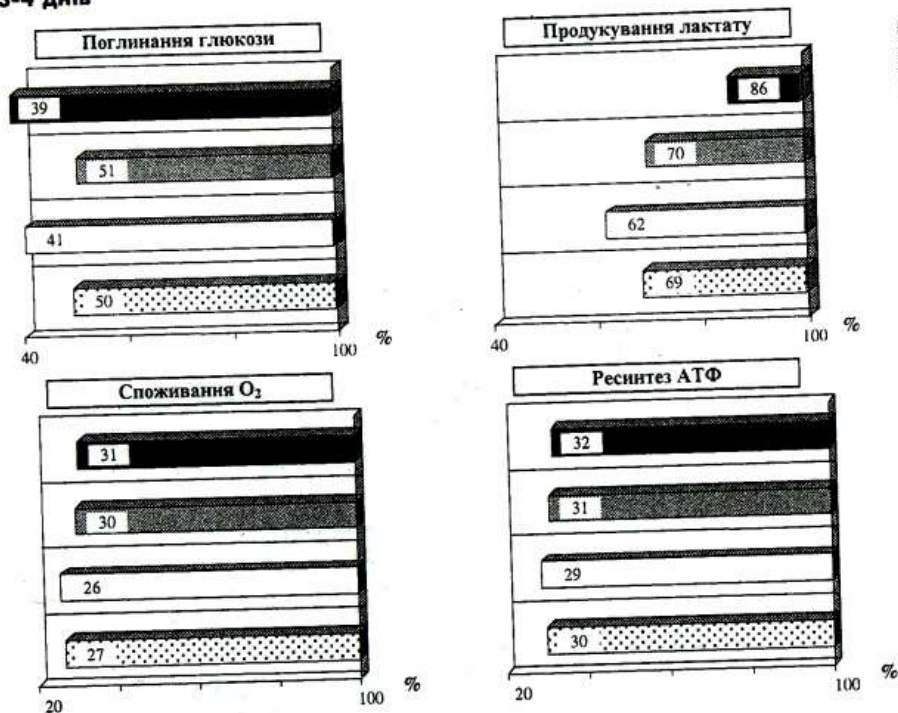 3-4 днів
Поглинання глюкози
39
51
41
50
40 100 %
Продукування лактату
86
70
62
69
40 100 %
Споживання O₂
31
30
26
27
20 100 %
Ресинтез АТФ
32
31
29
30
20 100 %